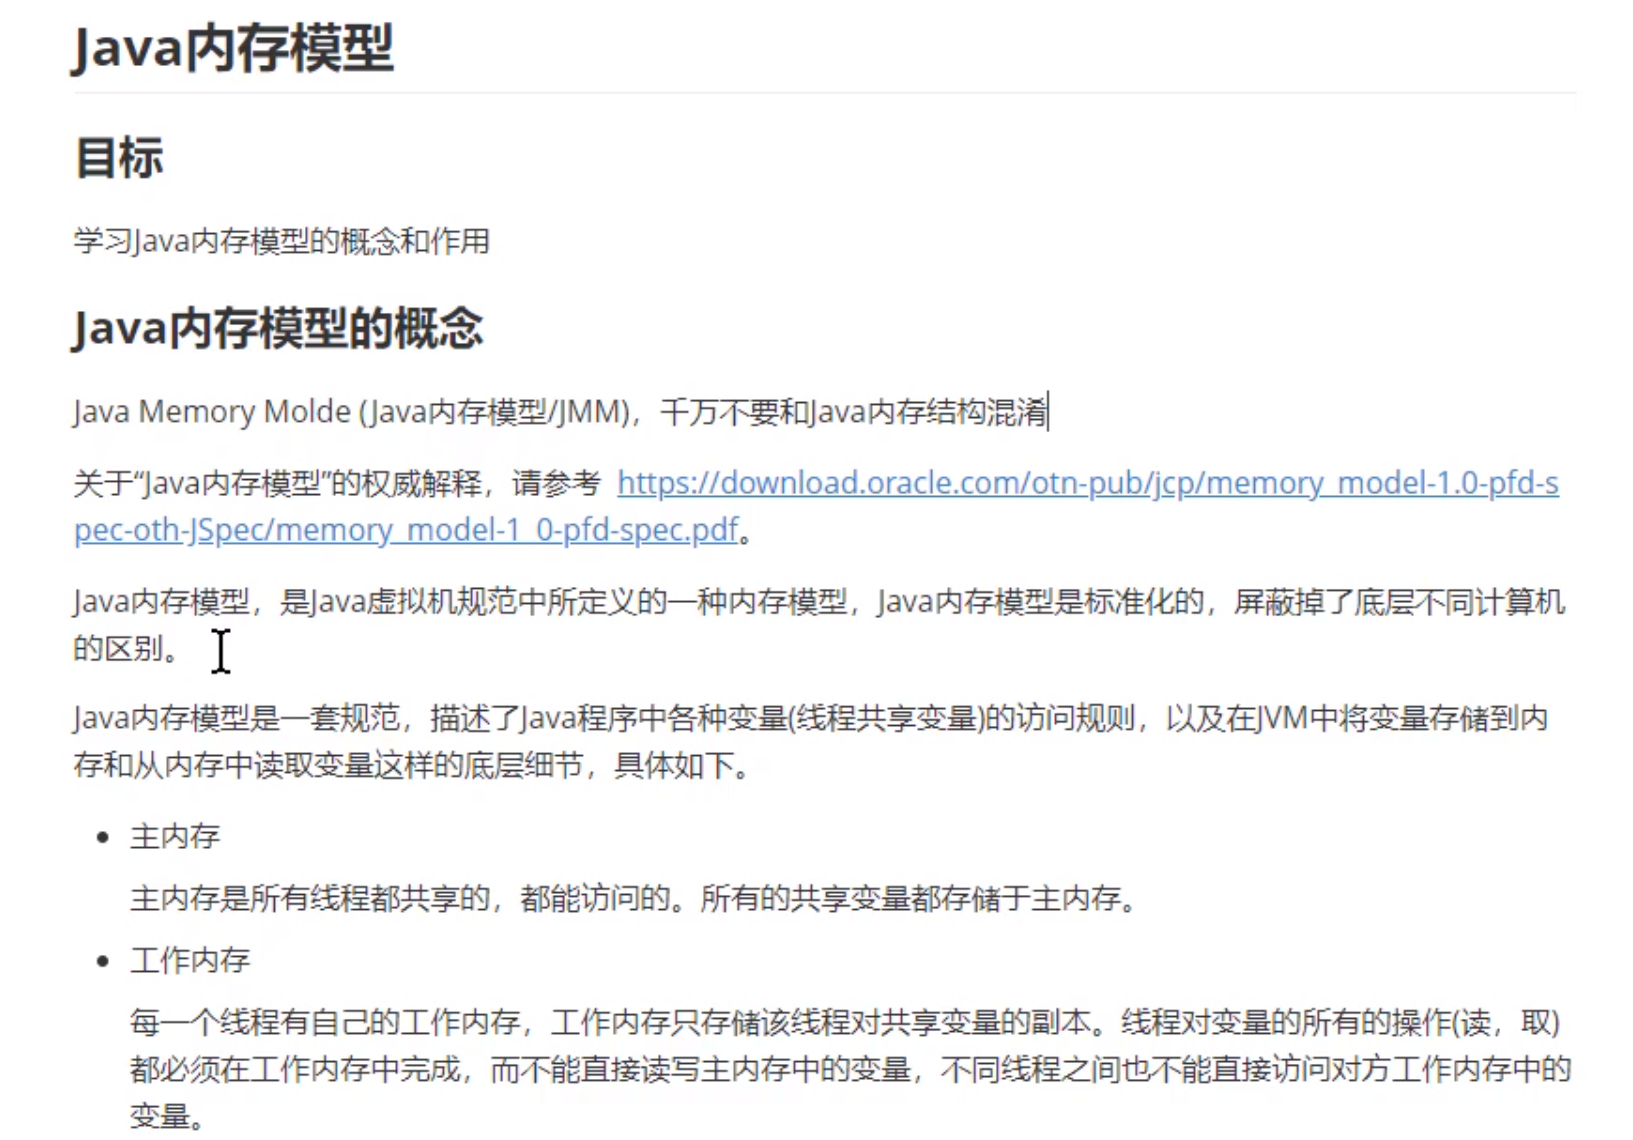 Java内存模型
目标
学习Java内存模型的概念和作用
Java内存模型的概念
Java Memory Molde (Java内存模型/JMM)，千万不要和Java内存结构混淆
关于“Java内存模型”的权威解释，请参考 https://download.oracle.com/otn-pub/jcp/memory_model-1.0-pfd-s
pec-oth-JSpec/memory_model-1_0-pfd-spec.pdf。
Java内存模型，是Java虚拟机规范中所定义的一种内存模型，Java内存模型是标准化的，屏蔽掉了底层不同计算机
的区别。
Java内存模型是一套规范，描述了Java程序中各种变量(线程共享变量)的访问规则，以及在JVM中将变量存储到内
存和从内存中读取变量这样的底层细节，具体如下。
• 主内存
主内存是所有线程都共享的，都能访问的。所有的共享变量都存储于主内存。
• 工作内存
每一个线程有自己的工作内存，工作内存只存储该线程对共享变量的副本。线程对变量的所有的操作(读，取)
都必须在工作内存中完成，而不能直接读写主内存中的变量，不同线程之间也不能直接访问对方工作内存中的
变量。